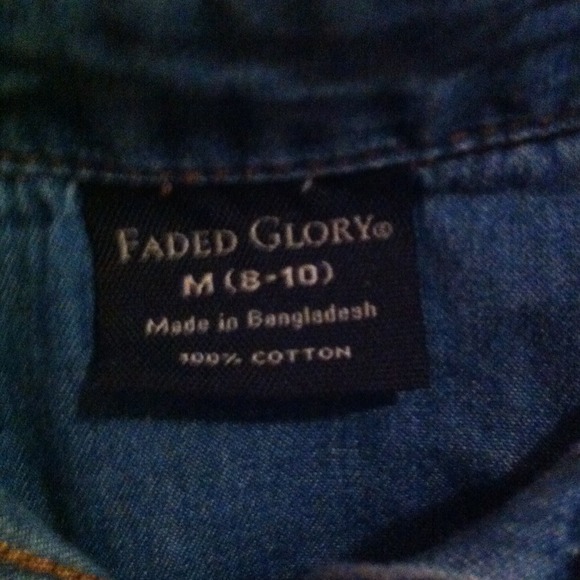 FADED GLORY®
M (8-10)
Made in Bangladesh
100% COTTON